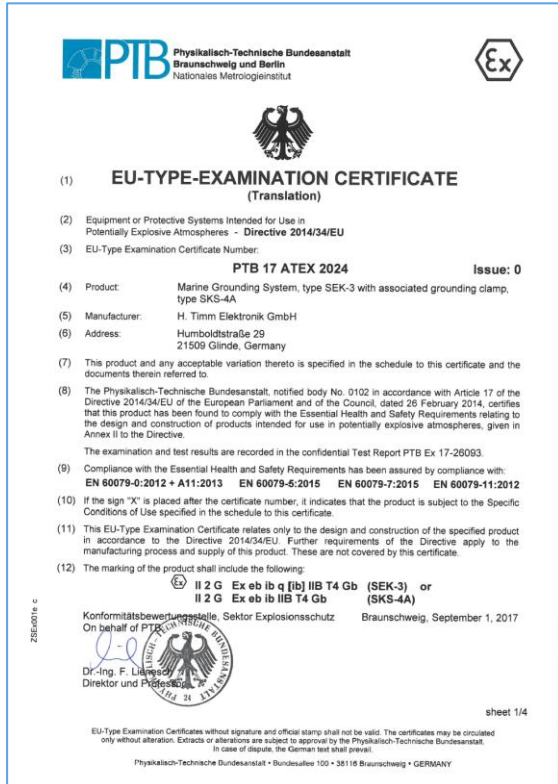 PTB
Physikalisch-Technische Bundesanstalt
Braunschweig und Berlin
Nationales Metrologieinstitut
Ex
(1) EU-TYPE-EXAMINATION CERTIFICATE
(Translation)
(2) Equipment or Protective Systems Intended for Use in
Potentially Explosive Atmospheres - Directive 2014/34/EU
(3) EU-Type Examination Certificate Number:
PTB 17 ATEX 2024 Issue: 0
(4) Product: Marine Grounding System, type SEK-3 with associated grounding clamp,
type SKS-4A
(5) Manufacturer: H. Timm Elektronik GmbH
(6) Address: Humboldtstraße 29
21509 Glinde, Germany
(7) This product and any acceptable variation thereto is specified in the schedule to this certificate and the
documents therein referred to.
(8) The Physikalisch-Technische Bundesanstalt, notified body No. 0102 in accordance with Article 17 of the
Directive 2014/34/EU of the European Parliament and of the Council, dated 26 February 2014, certifies
that this product has been found to comply with the Essential Health and Safety Requirements relating to
the design and construction of products intended for use in potentially explosive atmospheres, given in
Annex II to the Directive.
The examination and test results are recorded in the confidential Test Report PTB Ex 17-26093.
(9) Compliance with the Essential Health and Safety Requirements has been assured by compliance with:
EN 60079-0:2012 + A11:2013 EN 60079-5:2015 EN 60079-7:2015 EN 60079-11:2012
(10) If the sign "X" is placed after the certificate number, it indicates that the product is subject to the Specific
Conditions of Use specified in the schedule to this certificate.
(11) This EU-Type Examination Certificate relates only to the design and construction of the specified product
in accordance to the Directive 2014/34/EU. Further requirements of the Directive apply to the
manufacturing process and supply of this product. These are not covered by this certificate.
(12) The marking of the product shall include the following:
Ex II 2 G Ex eb ib q [ib] IIB T4 Gb (SEK-3) or
II 2 G Ex eb ib IIB T4 Gb (SKS-4A)
Konformitätsbewertungsstelle, Sektor Explosionsschutz Braunschweig, September 1, 2017
On behalf of PTB
Dr.-Ing. F. Lienesch
Direktor und Professor
24
ZSEx001e c
sheet 1/4
EU-Type Examination Certificates without signature and official stamp shall not be valid. The certificates may be circulated
only without alteration. Extracts or alterations are subject to approval by the Physikalisch-Technische Bundesanstalt.
In case of dispute, the German text shall prevail.
Physikalisch-Technische Bundesanstalt • Bundesallee 100 • 38116 Braunschweig • GERMANY